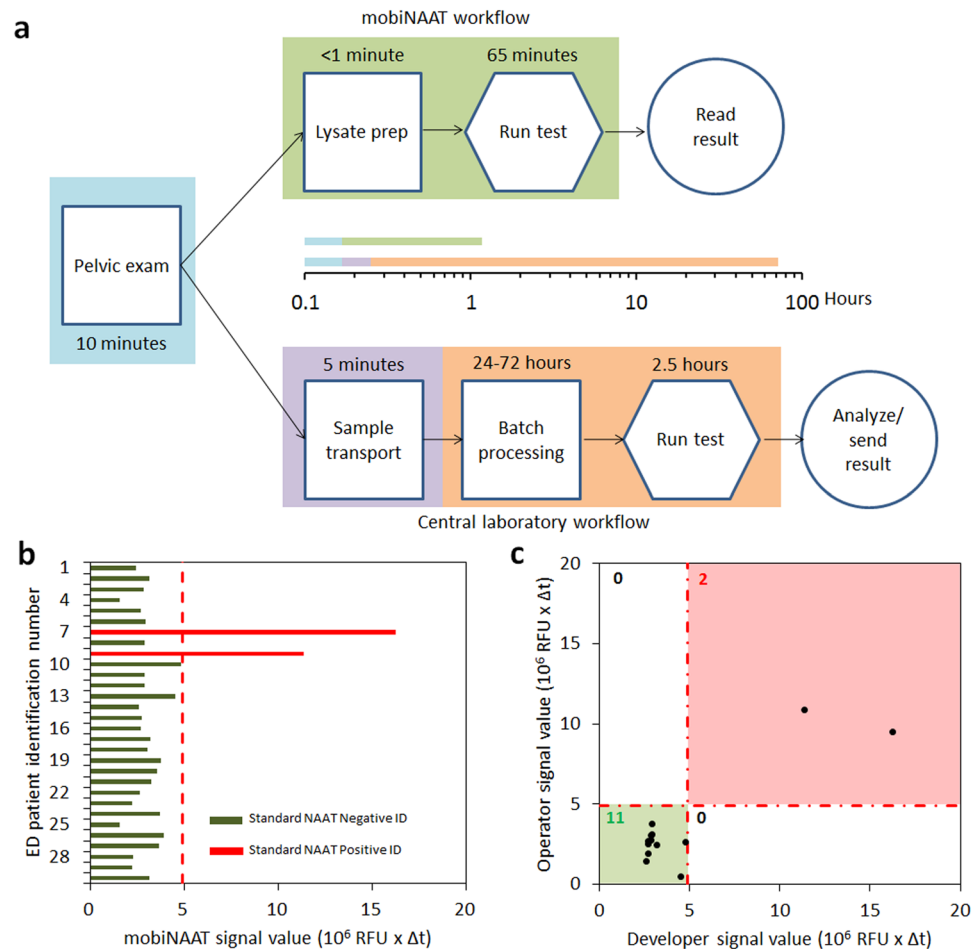 a
mobiNAAT workflow
<1 minute
65 minutes
Lysate prep
Run test
Read
result
Pelvic exam
10 minutes
0.1
1
10
100
Hours
5 minutes
24-72 hours
2.5 hours
Sample
transport
Batch
processing
Run test
Analyze/
send
result
Central laboratory workflow
b
ED patient identification number
1
4
7
10
13
16
19
22
25
28
Standard NAAT Negative ID
Standard NAAT Positive ID
0
5
10
15
20
mobiNAAT signal value (10⁶ RFU x Δt)
c
Operator signal value (10⁶ RFU x Δt)
20
15
10
5
0
0
2
11
0
0
5
10
15
20
Developer signal value (10⁶ RFU x Δt)